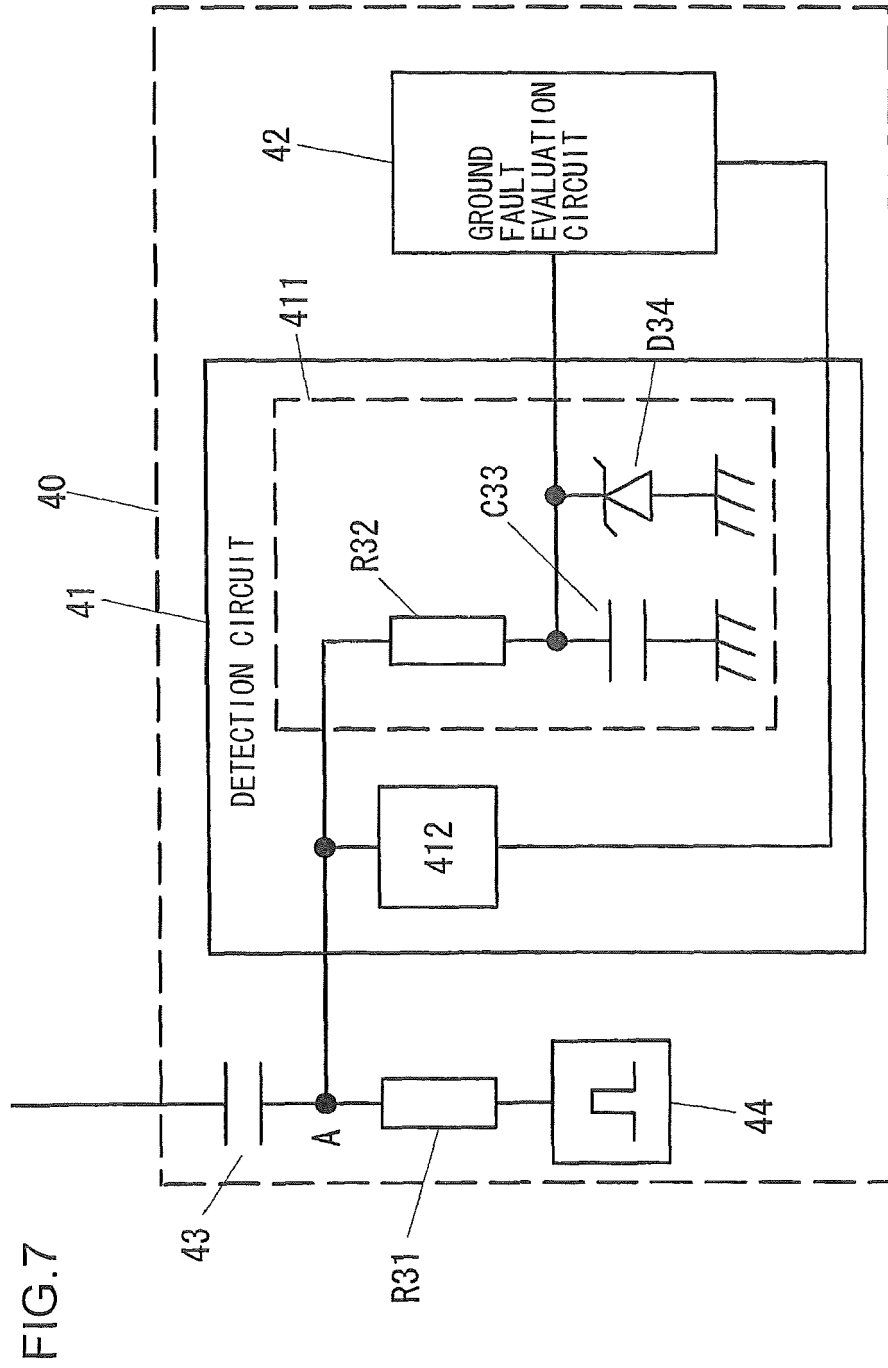 FIG.7
40
41
42
DETECTION CIRCUIT
411
GROUND
FAULT
EVALUATION
CIRCUIT
R32
C33
D34
412
43
A
R31
44